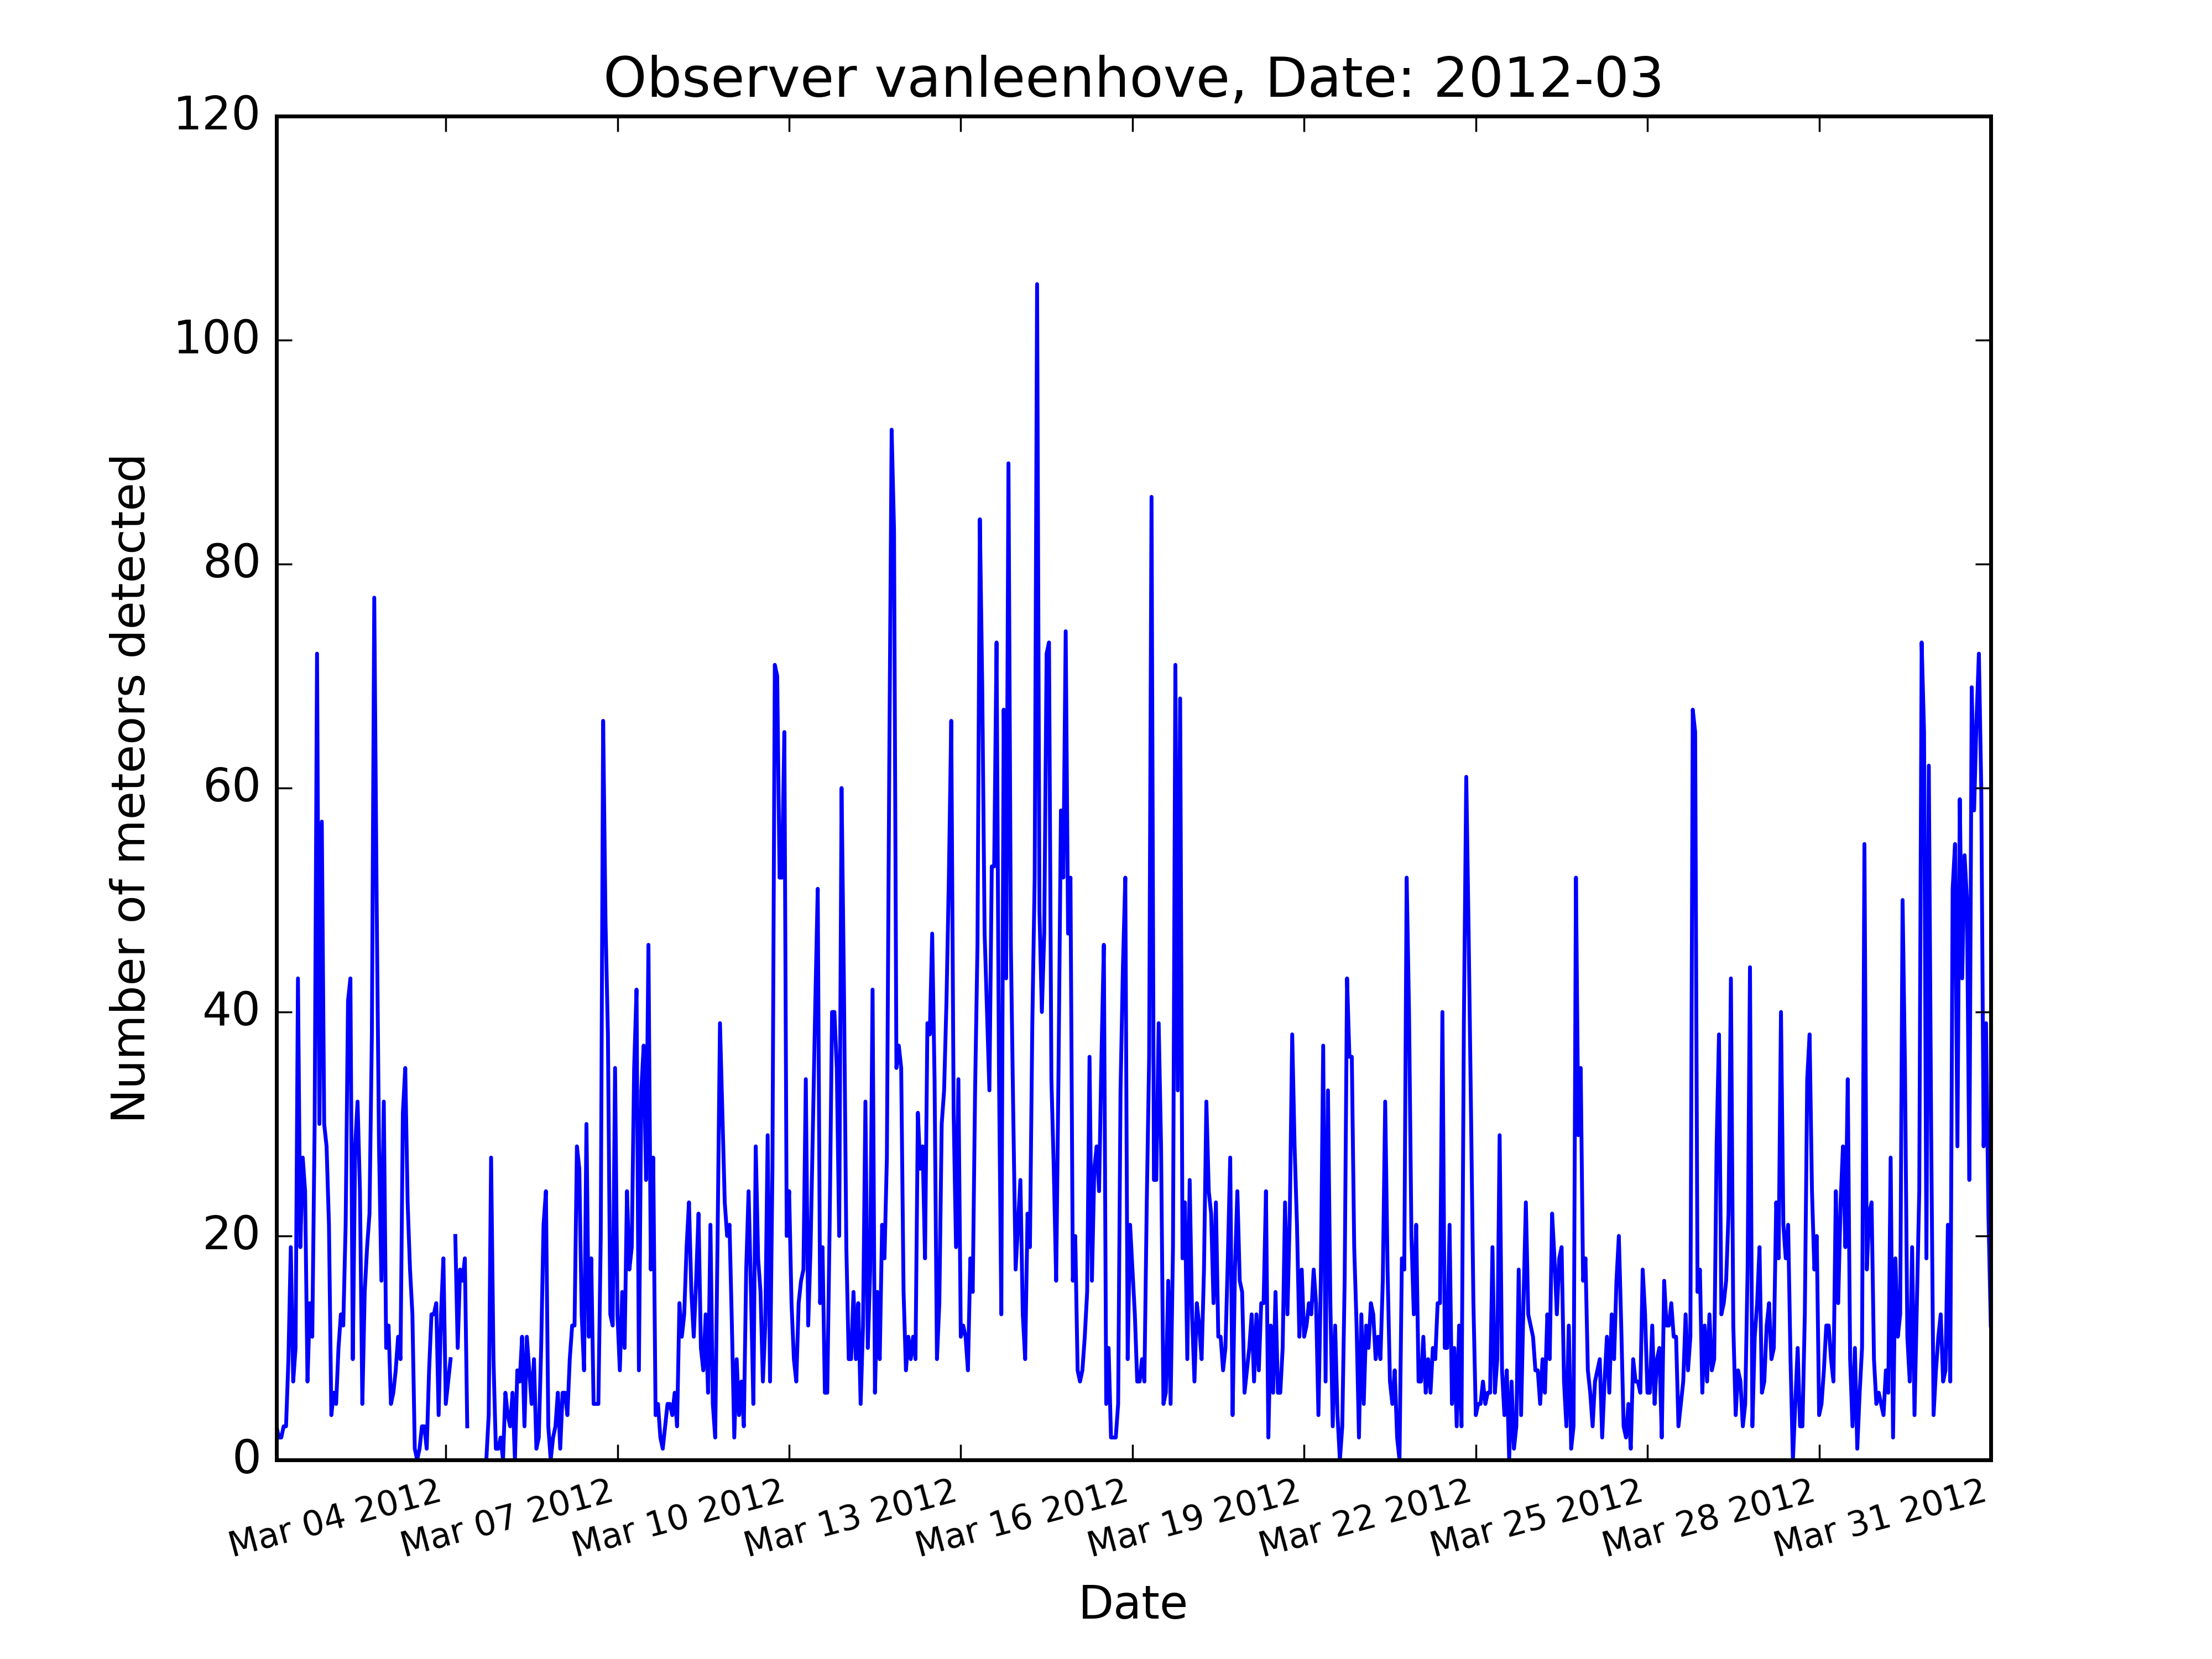 Observer vanleenhove, Date: 2012-03
120
100
80
60
40
20
0
Number of meteors detected
Mar 04 2012
Mar 07 2012
Mar 10 2012
Mar 13 2012
Mar 16 2012
Mar 19 2012
Mar 22 2012
Mar 25 2012
Mar 28 2012
Mar 31 2012
Date